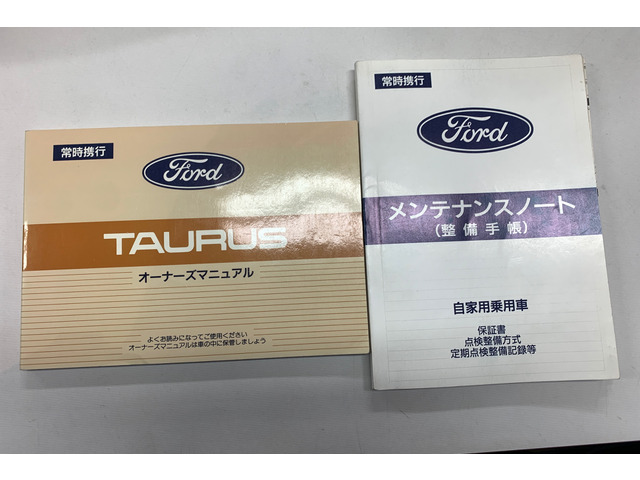 常時携行
Ford
TAURUS
オーナーズマニュアル
よくお読みになってご使用ください
オーナーズマニュアルは車の中に保管しましょう
常時携行
Ford
メンテナンスノート
(整備手帳)
自家用乗用車
保証書
点検整備方式
定期点検整備記録等